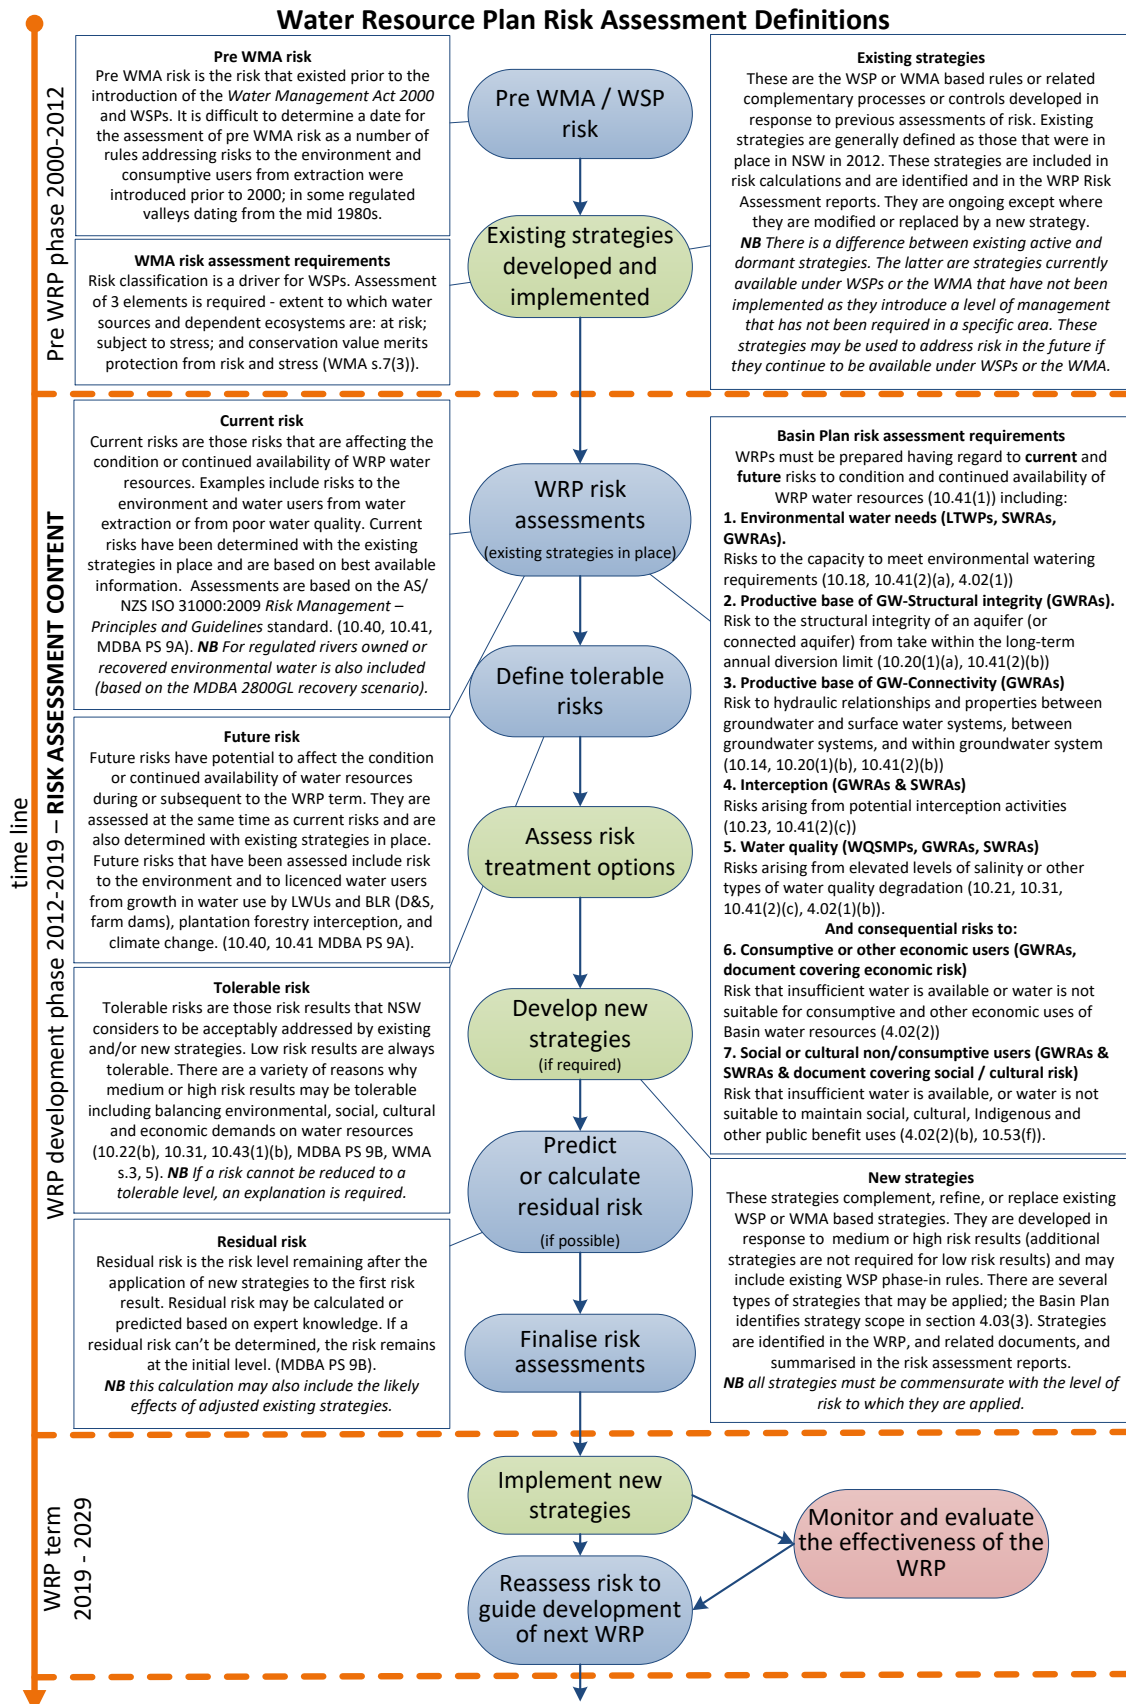 Water Resource Plan Risk Assessment Definitions
time line
Pre WRP phase 2000-2012
Pre WMA risk
Pre WMA risk is the risk that existed prior to the
introduction of the Water Management Act 2000
and WSPs. It is difficult to determine a date for
the assessment of pre WMA risk as a number of
rules addressing risks to the environment and
consumptive users from extraction were
introduced prior to 2000; in some regulated
valleys dating from the mid 1980s.
WMA risk assessment requirements
Risk classification is a driver for WSPs. Assessment
of 3 elements is required - extent to which water
sources and dependent ecosystems are: at risk;
subject to stress; and conservation value merits
protection from risk and stress (WMA s.7(3)).
Pre WMA / WSP
risk
Existing strategies
developed and
implemented
Existing strategies
These are the WSP or WMA based rules or related
complementary processes or controls developed in
response to previous assessments of risk. Existing
strategies are generally defined as those that were in
place in NSW in 2012. These strategies are included in
risk calculations and are identified and in the WRP Risk
Assessment reports. They are ongoing except where
they are modified or replaced by a new strategy.
NB There is a difference between existing active and
dormant strategies. The latter are strategies currently
available under WSPs or the WMA that have not been
implemented as they introduce a level of management
that has not been required in a specific area. These
strategies may be used to address risk in the future if
they continue to be available under WSPs or the WMA.
WRP development phase 2012-2019 – RISK ASSESSMENT CONTENT
Current risk
Current risks are those risks that are affecting the
condition or continued availability of WRP water
resources. Examples include risks to the
environment and water users from water
extraction or from poor water quality. Current
risks have been determined with the existing
strategies in place and are based on best available
information. Assessments are based on the AS/
NZS ISO 31000:2009 Risk Management –
Principles and Guidelines standard. (10.40, 10.41,
MDBA PS 9A). NB For regulated rivers owned or
recovered environmental water is also included
(based on the MDBA 2800GL recovery scenario).
Future risk
Future risks have potential to affect the condition
or continued availability of water resources
during or subsequent to the WRP term. They are
assessed at the same time as current risks and are
also determined with existing strategies in place.
Future risks that have been assessed include risk
to the environment and to licenced water users
from growth in water use by LWUs and BLR (D&S,
farm dams), plantation forestry interception, and
climate change. (10.40, 10.41 MDBA PS 9A).
Tolerable risk
Tolerable risks are those risk results that NSW
considers to be acceptably addressed by existing
and/or new strategies. Low risk results are always
tolerable. There are a variety of reasons why
medium or high risk results may be tolerable
including balancing environmental, social, cultural
and economic demands on water resources
(10.22(b), 10.31, 10.43(1)(b), MDBA PS 9B, WMA
s.3, 5). NB If a risk cannot be reduced to a
tolerable level, an explanation is required.
Residual risk
Residual risk is the risk level remaining after the
application of new strategies to the first risk
result. Residual risk may be calculated or
predicted based on expert knowledge. If a
residual risk can't be determined, the risk remains
at the initial level. (MDBA PS 9B).
NB this calculation may also include the likely
effects of adjusted existing strategies.
WRP risk
assessments
(existing strategies in place)
Define tolerable
risks
Assess risk
treatment options
Develop new
strategies
(if required)
Predict
or calculate
residual risk
(if possible)
Finalise risk
assessments
Basin Plan risk assessment requirements
WRPs must be prepared having regard to current and
future risks to condition and continued availability of
WRP water resources (10.41(1)) including:
1. Environmental water needs (LTWPs, SWRAs,
GWRAs).
Risks to the capacity to meet environmental watering
requirements (10.18, 10.41(2)(a), 4.02(1))
2. Productive base of GW-Structural integrity (GWRAs).
Risk to the structural integrity of an aquifer (or
connected aquifer) from take within the long-term
annual diversion limit (10.20(1)(a), 10.41(2)(b))
3. Productive base of GW-Connectivity (GWRAs)
Risk to hydraulic relationships and properties between
groundwater and surface water systems, between
groundwater systems, and within groundwater system
(10.14, 10.20(1)(b), 10.41(2)(b))
4. Interception (GWRAs & SWRAs)
Risks arising from potential interception activities
(10.23, 10.41(2)(c))
5. Water quality (WQSMPs, GWRAs, SWRAs)
Risks arising from elevated levels of salinity or other
types of water quality degradation (10.21, 10.31,
10.41(2)(c), 4.02(1)(b)).
And consequential risks to:
6. Consumptive or other economic users (GWRAs,
document covering economic risk)
Risk that insufficient water is available or water is not
suitable for consumptive and other economic uses of
Basin water resources (4.02(2))
7. Social or cultural non/consumptive users (GWRAs &
SWRAs & document covering social / cultural risk)
Risk that insufficient water is available, or water is not
suitable to maintain social, cultural, Indigenous and
other public benefit uses (4.02(2)(b), 10.53(f)).
New strategies
These strategies complement, refine, or replace existing
WSP or WMA based strategies. They are developed in
response to medium or high risk results (additional
strategies are not required for low risk results) and may
include existing WSP phase-in rules. There are several
types of strategies that may be applied; the Basin Plan
identifies strategy scope in section 4.03(3). Strategies
are identified in the WRP, and related documents, and
summarised in the risk assessment reports.
NB all strategies must be commensurate with the level of
risk to which they are applied.
WRP term
2019 - 2029
Implement new
strategies
Monitor and evaluate
the effectiveness of the
WRP
Reassess risk to
guide development
of next WRP